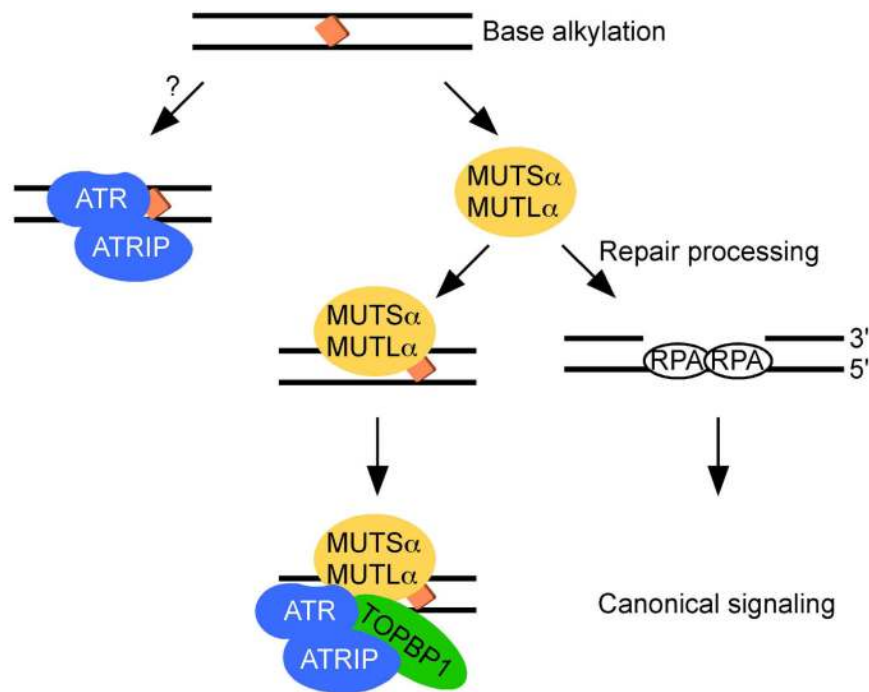 Base alkylation
?
ATR
ATRIP
MUTSα
MUTLα
Repair processing
MUTSα
MUTLα
RPA RPA
3'
5'
MUTSα
MUTLα
ATR
TOPBP1
ATRIP
Canonical signaling